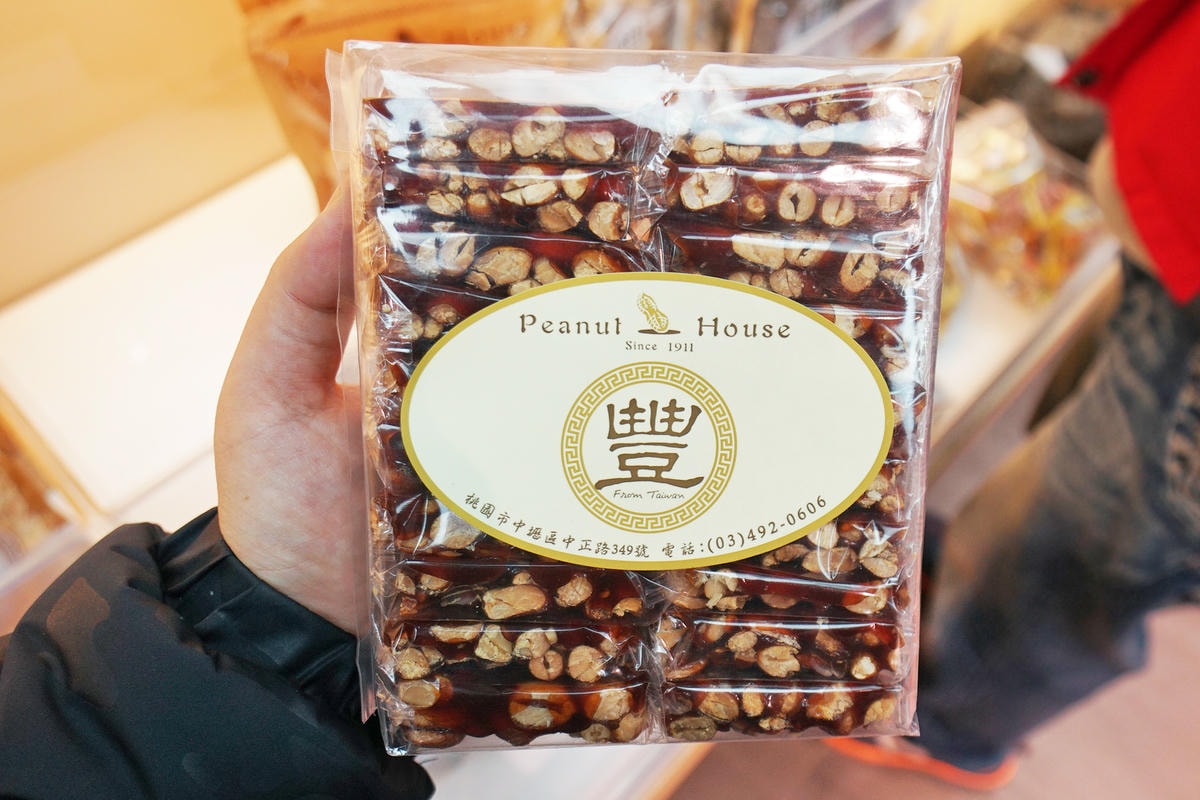 Peanut House
Since 1911
豐
From Taiwan
桃園市中壢區中正路349號 電話:(03)492-0606